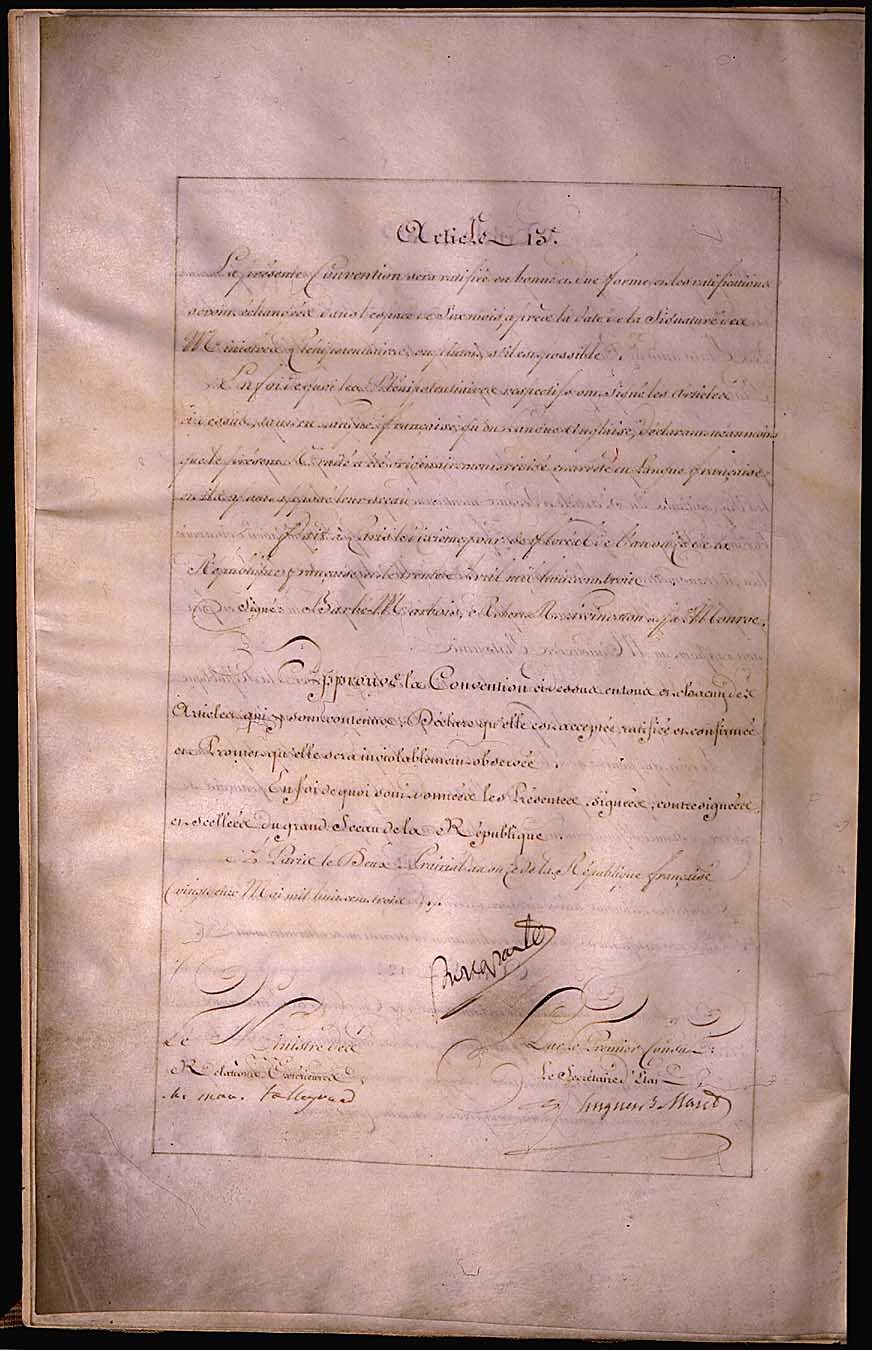 Article 13e.
La présente Convention sera ratifiée en bonne et due forme, et les ratifications
seront échangées dans l'espace de Six mois, après la date de la Signature des
Ministres Plénipotentiaires, ou plutot, s'il est possible.
En foi de quoi les Plénipotentiaires respectifs ont signé les Articles
ci dessus, tant en langue française, qu'en Langue Anglaise, Déclarant néanmoins
que le présent Traité a été originairement rédigé et arrêté en Langue française,
et ils y ont apposé leur sceau.
Fait à Paris le dixième jour de floréal de l'an onze de la
République française, et le trente Avril mil huit cent trois
Signé: Barbé-Marbois, Robt R. Livingston et Jas Monroe.
Approuve la Convention ci dessus en tous et chacun des
Articles qui y sont contenus; Déclare qu'elle est acceptée ratifiée et confirmée
et Promet qu'elle sera inviolablement observée.
En foi de quoi sont données les Présentes, signées, contresignées
et scellées du grand Sceau de la République.
à Paris le Deux Prairial an onze de la République française
(vingt deux Mai mil huit cent trois).
Bonaparte
Le Ministre des
Relations Extérieures
ch. mau. talleyrand
Par le Premier Consul:
Le Secrétaire d'Etat
hugues B Maret